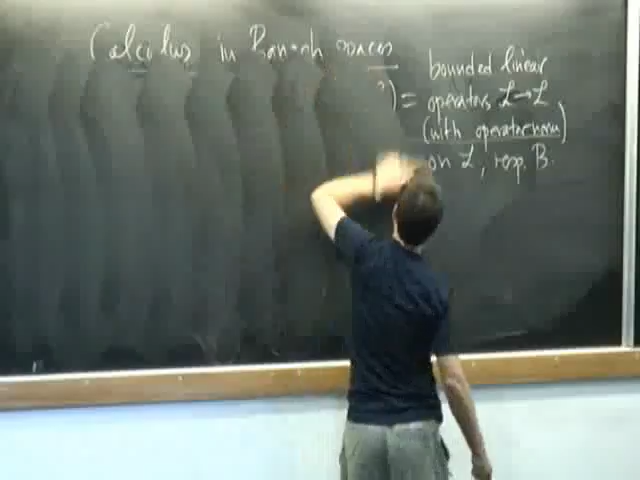 Calculus in Banach spaces
bounded linear
?) = operators L→L
(with operator norm)
on L, resp. B.